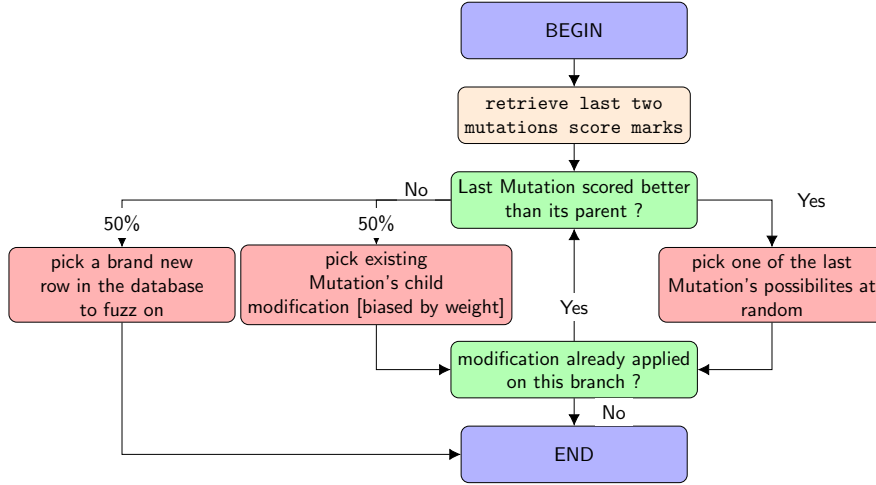 BEGIN
retrieve last two
mutations score marks
Last Mutation scored better
than its parent ?
No
Yes
50%
50%
pick a brand new
row in the database
to fuzz on
pick existing
Mutation's child
modification [biased by weight]
pick one of the last
Mutation's possibilites at
random
Yes
modification already applied
on this branch ?
No
END